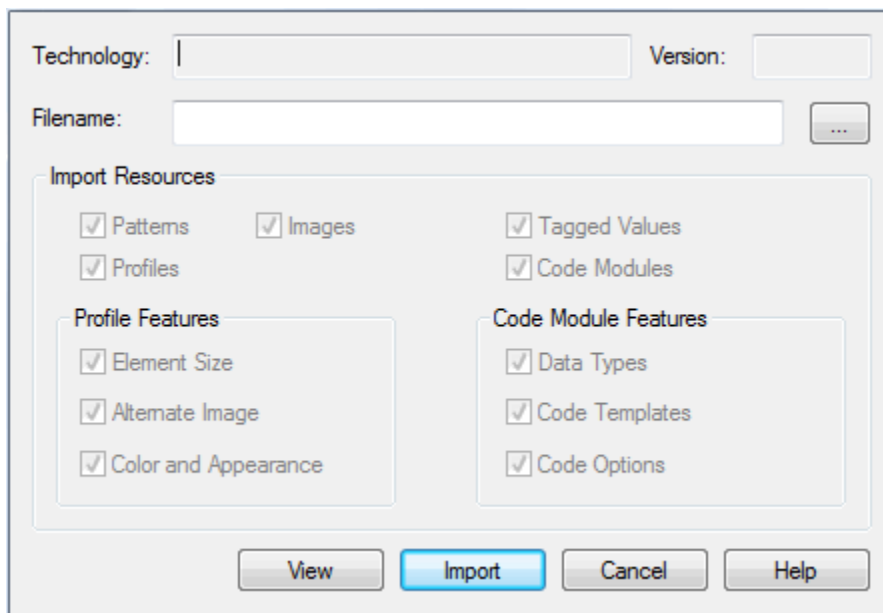 Technology: Version:
Filename: ...
Import Resources
Patterns Images Tagged Values
Profiles Code Modules
Profile Features Code Module Features
Element Size Data Types
Alternate Image Code Templates
Color and Appearance Code Options
View Import Cancel Help